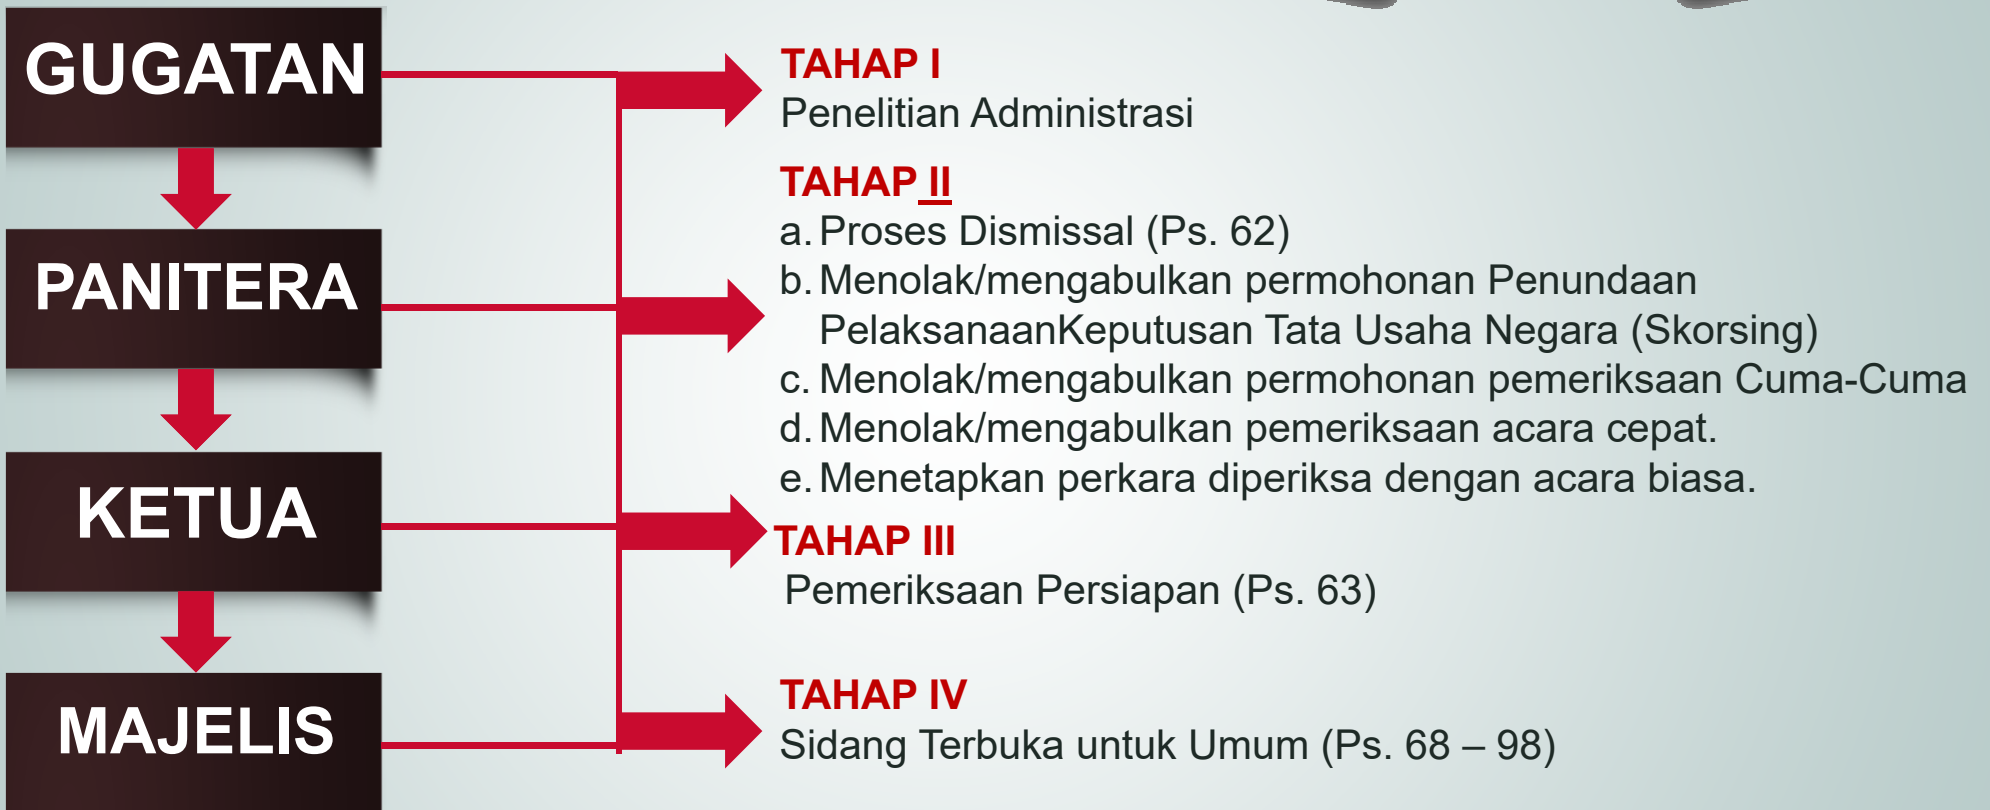 GUGATAN
PANITERA
KETUA
MAJELIS
TAHAP I
Penelitian Administrasi
TAHAP II
a. Proses Dismissal (Ps. 62)
b. Menolak/mengabulkan permohonan Penundaan
PelaksanaanKeputusan Tata Usaha Negara (Skorsing)
c. Menolak/mengabulkan permohonan pemeriksaan Cuma-Cuma
d. Menolak/mengabulkan pemeriksaan acara cepat.
e. Menetapkan perkara diperiksa dengan acara biasa.
TAHAP III
Pemeriksaan Persiapan (Ps. 63)
TAHAP IV
Sidang Terbuka untuk Umum (Ps. 68 – 98)